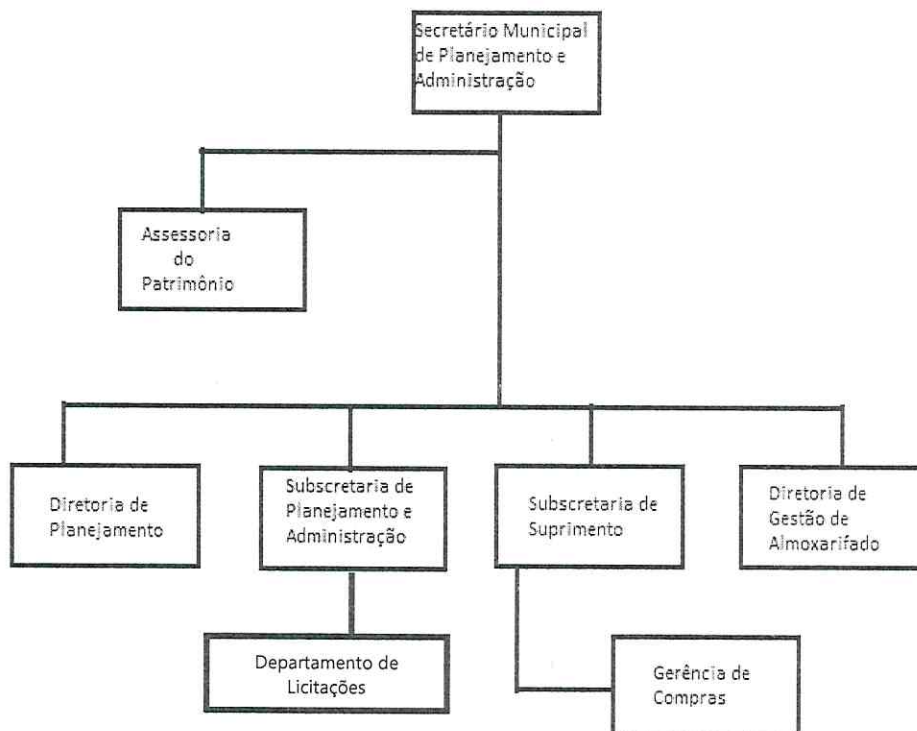 Secretário Municipal
de Planejamento e
Administração
Assessoria
do
Patrimônio
Diretoria de
Planejamento
Subscretaria de
Planejamento e
Administração
Subscretaria de
Suprimento
Diretoria de
Gestão de
Almoxarifado
Departamento de
Licitações
Gerência de
Compras